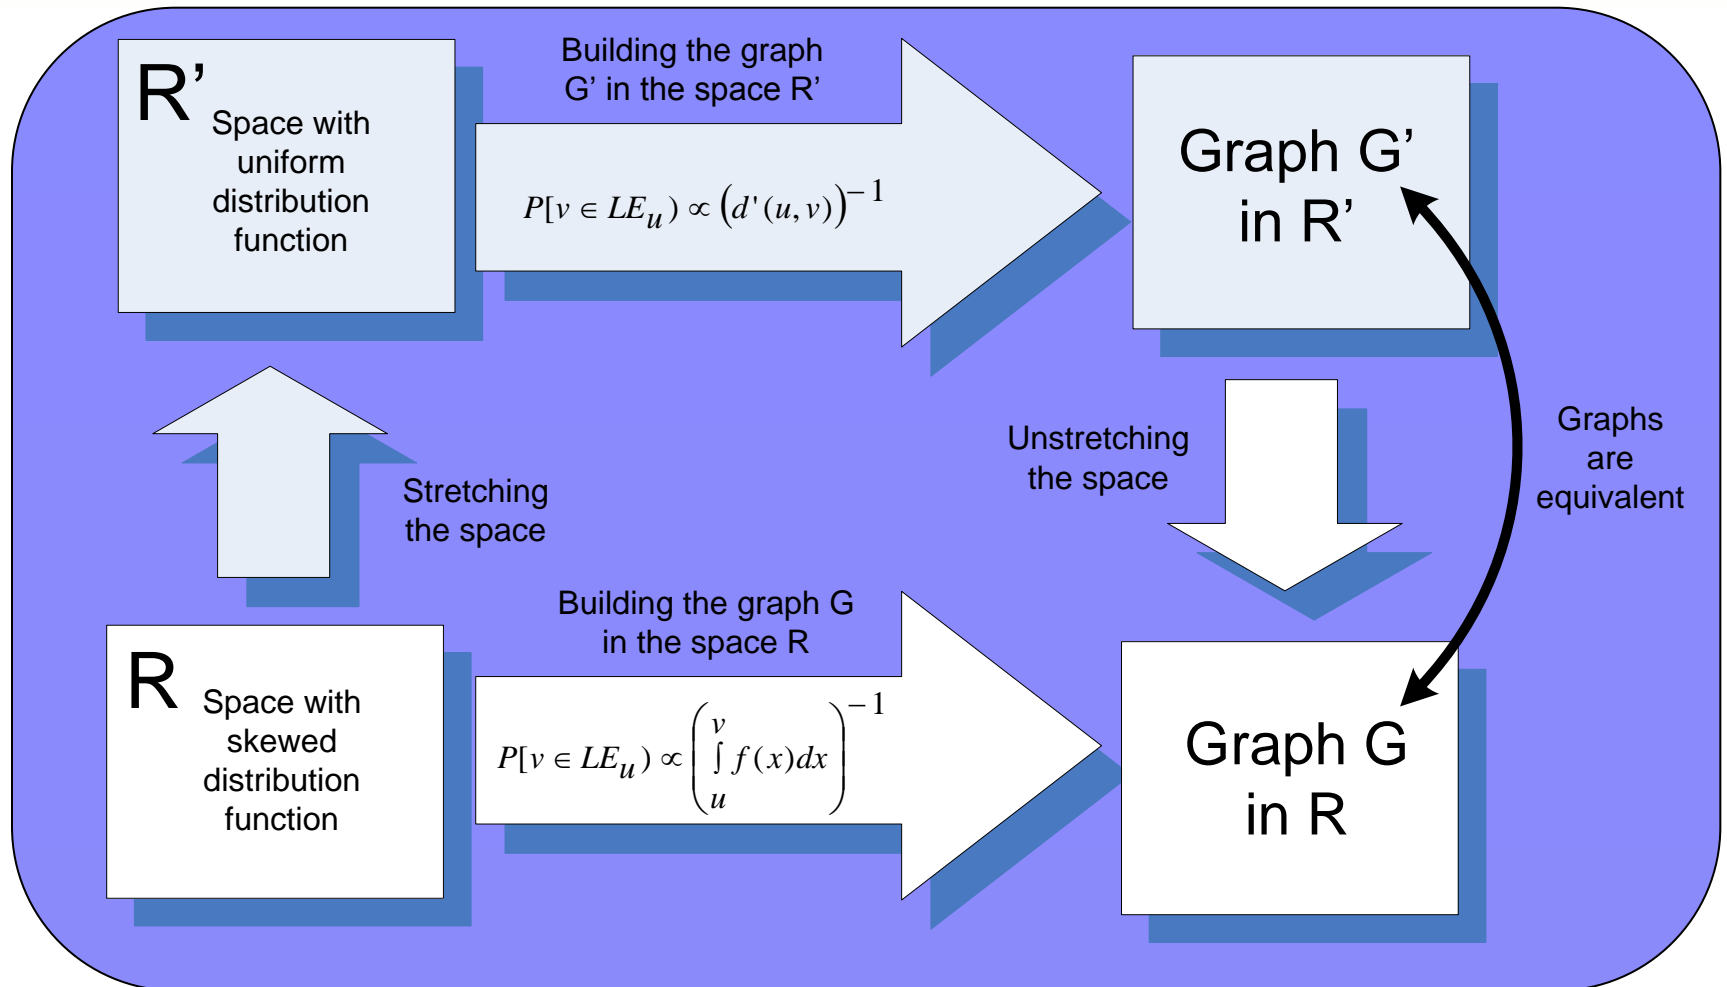 R’
Space with
uniform
distribution
function
Building the graph
G’ in the space R’
P[v ∈ LE_u) ∝ (d'(u,v))^{-1}
Graph G’
in R’
Stretching
the space
Unstretching
the space
Graphs
are
equivalent
R
Space with
skewed
distribution
function
Building the graph G
in the space R
P[v ∈ LE_u) ∝ (∫_u^v f(x)dx)^{-1}
Graph G
in R